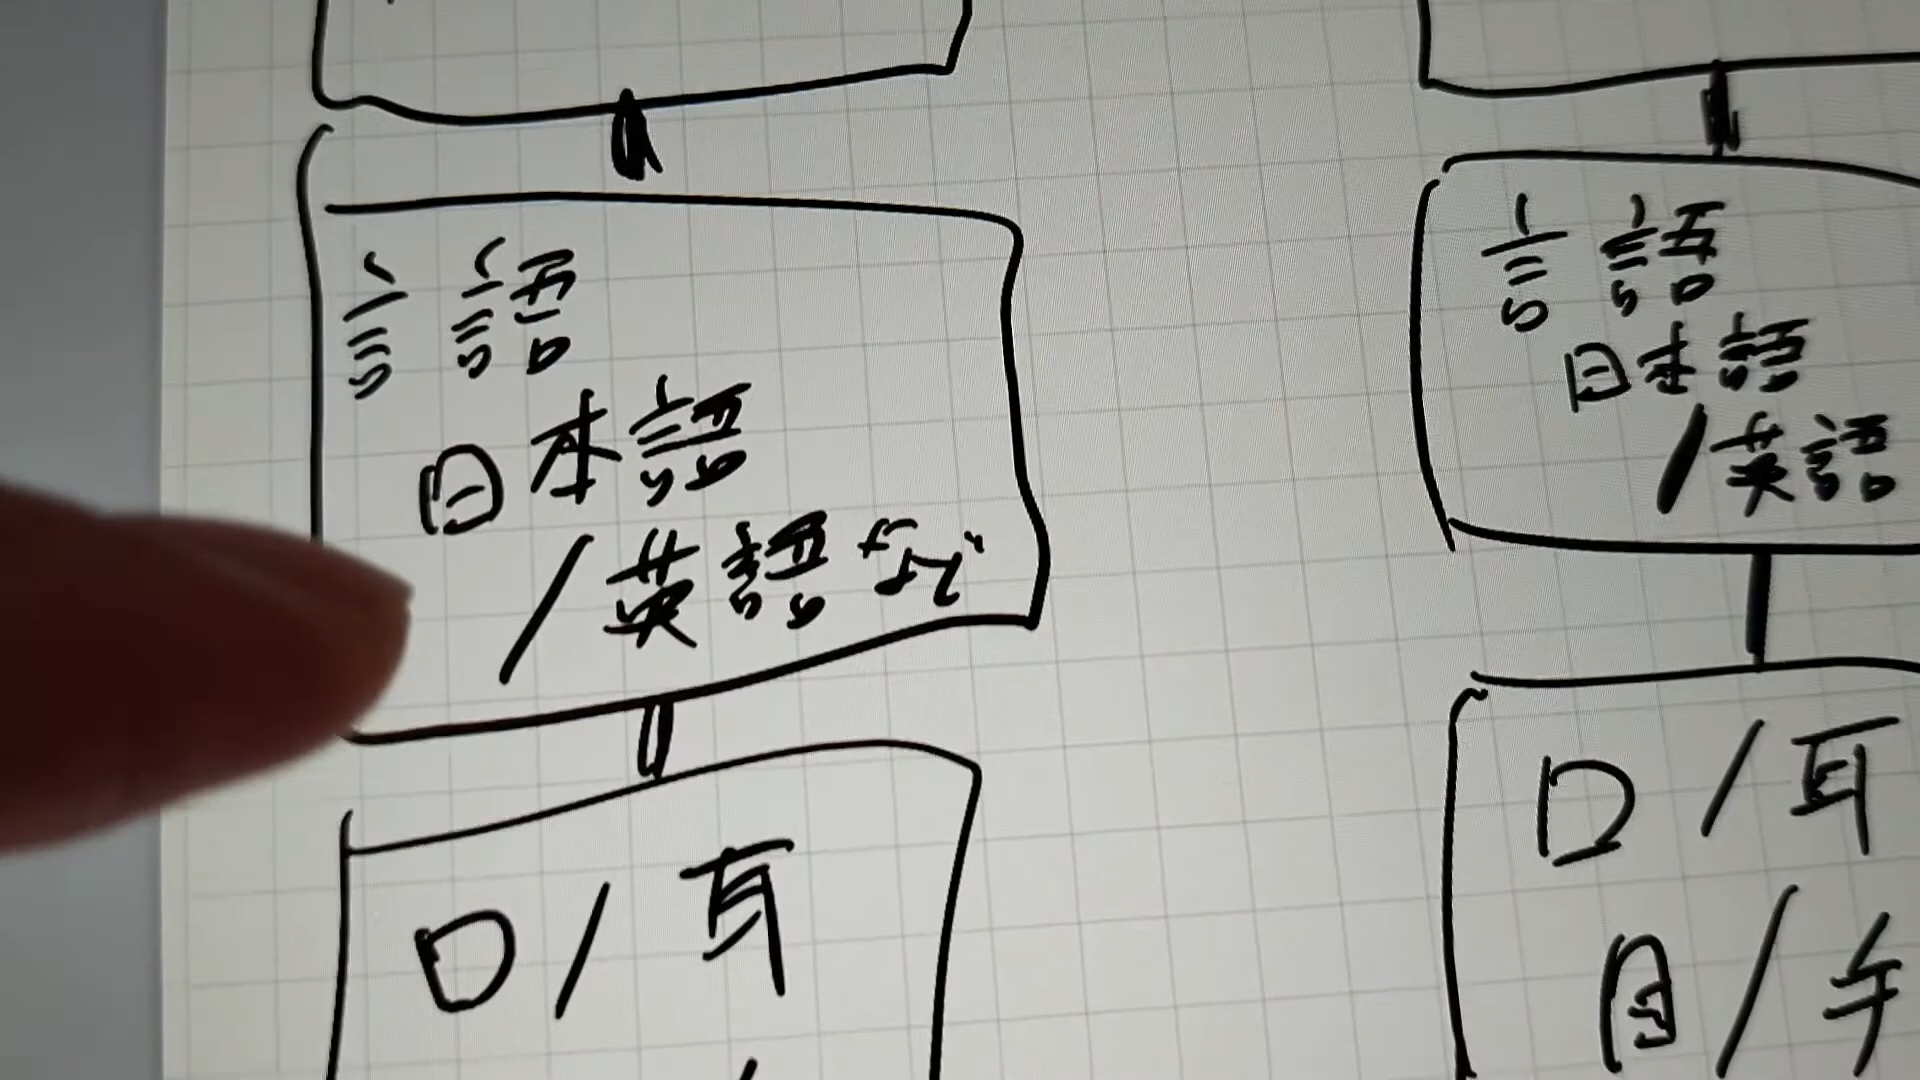 言語
日本語
/英語など
口/耳
言語
日本語
/英語
口/耳
目/手